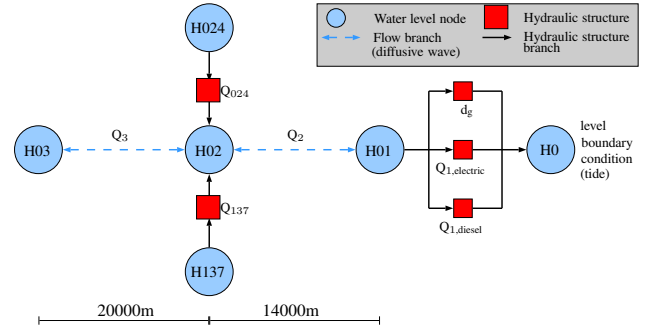 H024
Water level node
Flow branch
(diffusive wave)
Hydraulic structure
Hydraulic structure
branch
Q024
Q3
Q2
dg
H03
H02
H01
H0
level
boundary
condition
(tide)
Q1,electric
Q137
Q1,diesel
H137
20000m
14000m